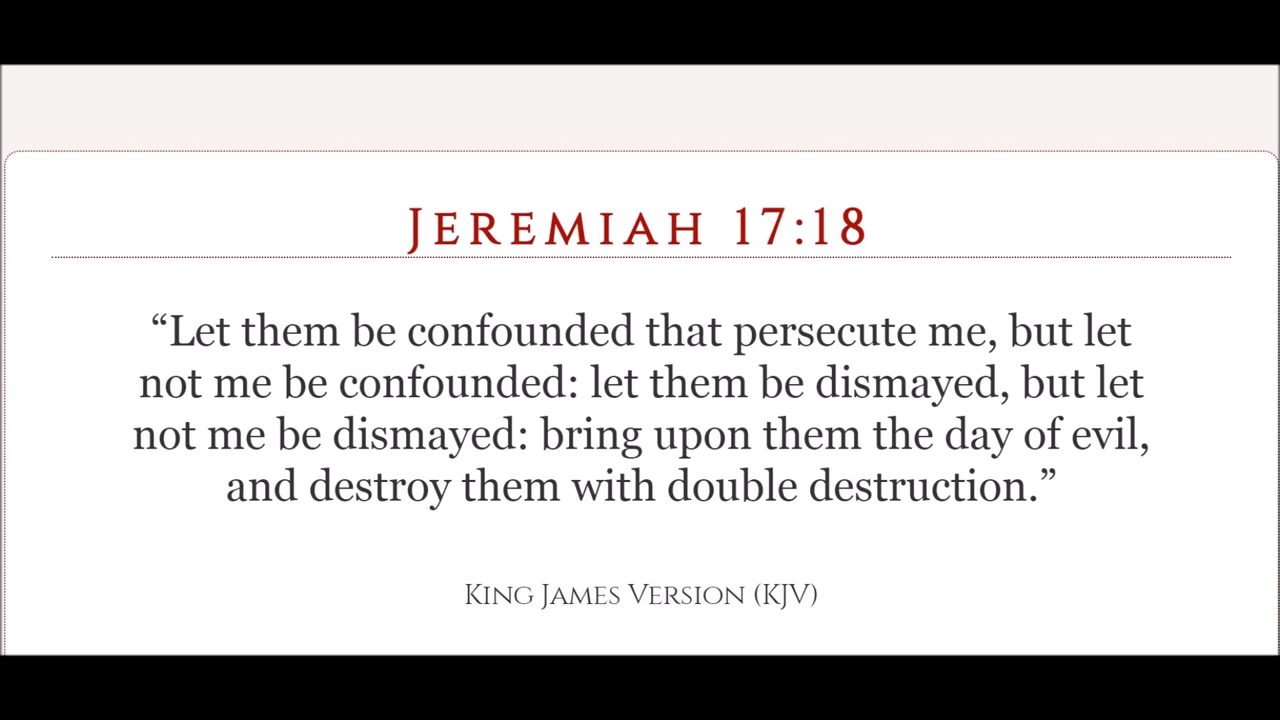 Jeremiah 17:18
“Let them be confounded that persecute me, but let
not me be confounded: let them be dismayed, but let
not me be dismayed: bring upon them the day of evil,
and destroy them with double destruction.”
King James Version (KJV)